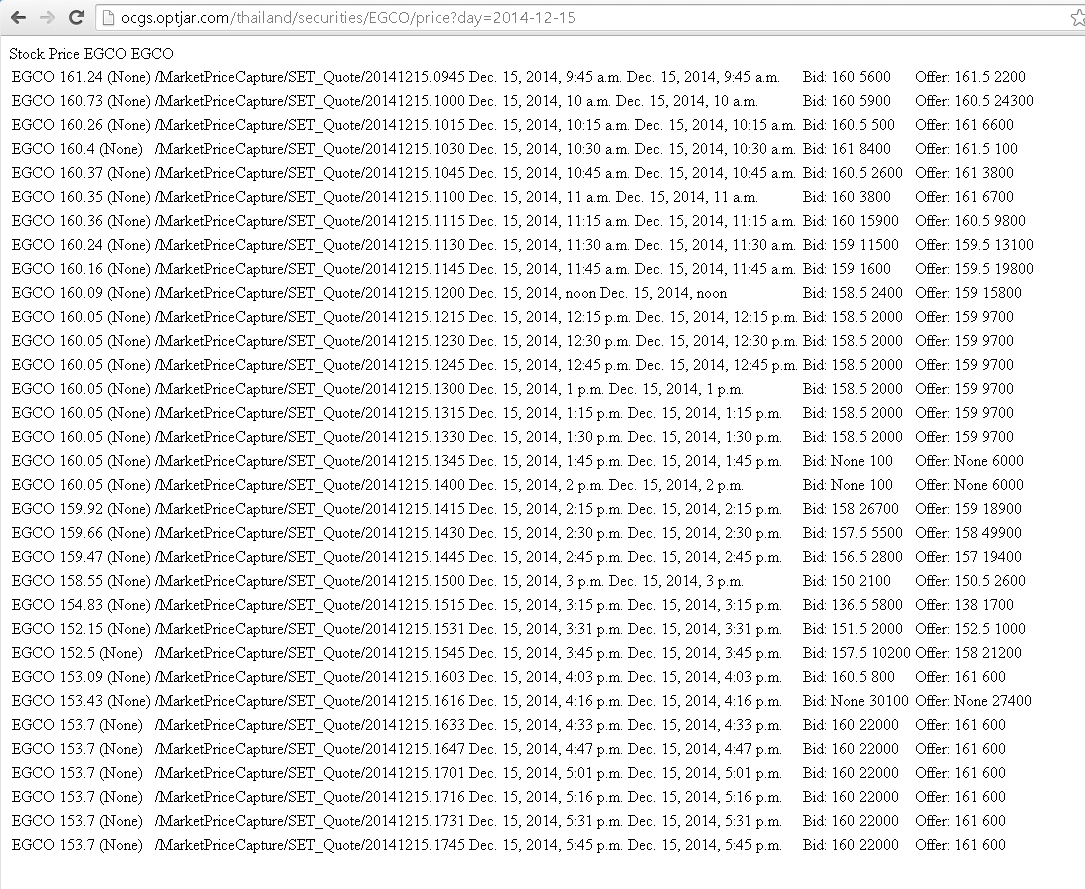 ocgs.optjar.com/thailand/securities/EGCO/price?day=2014-12-15
Stock Price EGCO EGCO
EGCO 161.24 (None) /MarketPriceCapture/SET_Quote/20141215.0945 Dec. 15, 2014, 9:45 a.m. Dec. 15, 2014, 9:45 a.m. Bid: 160 5600 Offer: 161.5 2200
EGCO 160.73 (None) /MarketPriceCapture/SET_Quote/20141215.1000 Dec. 15, 2014, 10 a.m. Dec. 15, 2014, 10 a.m. Bid: 160 5900 Offer: 160.5 24300
EGCO 160.26 (None) /MarketPriceCapture/SET_Quote/20141215.1015 Dec. 15, 2014, 10:15 a.m. Dec. 15, 2014, 10:15 a.m. Bid: 160.5 500 Offer: 161 6600
EGCO 160.4 (None) /MarketPriceCapture/SET_Quote/20141215.1030 Dec. 15, 2014, 10:30 a.m. Dec. 15, 2014, 10:30 a.m. Bid: 161 8400 Offer: 161.5 100
EGCO 160.37 (None) /MarketPriceCapture/SET_Quote/20141215.1045 Dec. 15, 2014, 10:45 a.m. Dec. 15, 2014, 10:45 a.m. Bid: 160.5 2600 Offer: 161 3800
EGCO 160.35 (None) /MarketPriceCapture/SET_Quote/20141215.1100 Dec. 15, 2014, 11 a.m. Dec. 15, 2014, 11 a.m. Bid: 160 3800 Offer: 161 6700
EGCO 160.36 (None) /MarketPriceCapture/SET_Quote/20141215.1115 Dec. 15, 2014, 11:15 a.m. Dec. 15, 2014, 11:15 a.m. Bid: 160 15900 Offer: 160.5 9800
EGCO 160.24 (None) /MarketPriceCapture/SET_Quote/20141215.1130 Dec. 15, 2014, 11:30 a.m. Dec. 15, 2014, 11:30 a.m. Bid: 159 11500 Offer: 159.5 13100
EGCO 160.16 (None) /MarketPriceCapture/SET_Quote/20141215.1145 Dec. 15, 2014, 11:45 a.m. Dec. 15, 2014, 11:45 a.m. Bid: 159 1600 Offer: 159.5 19800
EGCO 160.09 (None) /MarketPriceCapture/SET_Quote/20141215.1200 Dec. 15, 2014, noon Dec. 15, 2014, noon Bid: 158.5 2400 Offer: 159 15800
EGCO 160.05 (None) /MarketPriceCapture/SET_Quote/20141215.1215 Dec. 15, 2014, 12:15 p.m. Dec. 15, 2014, 12:15 p.m. Bid: 158.5 2000 Offer: 159 9700
EGCO 160.05 (None) /MarketPriceCapture/SET_Quote/20141215.1230 Dec. 15, 2014, 12:30 p.m. Dec. 15, 2014, 12:30 p.m. Bid: 158.5 2000 Offer: 159 9700
EGCO 160.05 (None) /MarketPriceCapture/SET_Quote/20141215.1245 Dec. 15, 2014, 12:45 p.m. Dec. 15, 2014, 12:45 p.m. Bid: 158.5 2000 Offer: 159 9700
EGCO 160.05 (None) /MarketPriceCapture/SET_Quote/20141215.1300 Dec. 15, 2014, 1 p.m. Dec. 15, 2014, 1 p.m. Bid: 158.5 2000 Offer: 159 9700
EGCO 160.05 (None) /MarketPriceCapture/SET_Quote/20141215.1315 Dec. 15, 2014, 1:15 p.m. Dec. 15, 2014, 1:15 p.m. Bid: 158.5 2000 Offer: 159 9700
EGCO 160.05 (None) /MarketPriceCapture/SET_Quote/20141215.1330 Dec. 15, 2014, 1:30 p.m. Dec. 15, 2014, 1:30 p.m. Bid: 158.5 2000 Offer: 159 9700
EGCO 160.05 (None) /MarketPriceCapture/SET_Quote/20141215.1345 Dec. 15, 2014, 1:45 p.m. Dec. 15, 2014, 1:45 p.m. Bid: None 100 Offer: None 6000
EGCO 160.05 (None) /MarketPriceCapture/SET_Quote/20141215.1400 Dec. 15, 2014, 2 p.m. Dec. 15, 2014, 2 p.m. Bid: None 100 Offer: None 6000
EGCO 159.92 (None) /MarketPriceCapture/SET_Quote/20141215.1415 Dec. 15, 2014, 2:15 p.m. Dec. 15, 2014, 2:15 p.m. Bid: 158 26700 Offer: 159 18900
EGCO 159.66 (None) /MarketPriceCapture/SET_Quote/20141215.1430 Dec. 15, 2014, 2:30 p.m. Dec. 15, 2014, 2:30 p.m. Bid: 157.5 5500 Offer: 158 49900
EGCO 159.47 (None) /MarketPriceCapture/SET_Quote/20141215.1445 Dec. 15, 2014, 2:45 p.m. Dec. 15, 2014, 2:45 p.m. Bid: 156.5 2800 Offer: 157 19400
EGCO 158.55 (None) /MarketPriceCapture/SET_Quote/20141215.1500 Dec. 15, 2014, 3 p.m. Dec. 15, 2014, 3 p.m. Bid: 150 2100 Offer: 150.5 2600
EGCO 154.83 (None) /MarketPriceCapture/SET_Quote/20141215.1515 Dec. 15, 2014, 3:15 p.m. Dec. 15, 2014, 3:15 p.m. Bid: 136.5 5800 Offer: 138 1700
EGCO 152.15 (None) /MarketPriceCapture/SET_Quote/20141215.1531 Dec. 15, 2014, 3:31 p.m. Dec. 15, 2014, 3:31 p.m. Bid: 151.5 2000 Offer: 152.5 1000
EGCO 152.5 (None) /MarketPriceCapture/SET_Quote/20141215.1545 Dec. 15, 2014, 3:45 p.m. Dec. 15, 2014, 3:45 p.m. Bid: 157.5 10200 Offer: 158 21200
EGCO 153.09 (None) /MarketPriceCapture/SET_Quote/20141215.1603 Dec. 15, 2014, 4:03 p.m. Dec. 15, 2014, 4:03 p.m. Bid: 160.5 800 Offer: 161 600
EGCO 153.43 (None) /MarketPriceCapture/SET_Quote/20141215.1616 Dec. 15, 2014, 4:16 p.m. Dec. 15, 2014, 4:16 p.m. Bid: None 30100 Offer: None 27400
EGCO 153.7 (None) /MarketPriceCapture/SET_Quote/20141215.1633 Dec. 15, 2014, 4:33 p.m. Dec. 15, 2014, 4:33 p.m. Bid: 160 22000 Offer: 161 600
EGCO 153.7 (None) /MarketPriceCapture/SET_Quote/20141215.1647 Dec. 15, 2014, 4:47 p.m. Dec. 15, 2014, 4:47 p.m. Bid: 160 22000 Offer: 161 600
EGCO 153.7 (None) /MarketPriceCapture/SET_Quote/20141215.1701 Dec. 15, 2014, 5:01 p.m. Dec. 15, 2014, 5:01 p.m. Bid: 160 22000 Offer: 161 600
EGCO 153.7 (None) /MarketPriceCapture/SET_Quote/20141215.1716 Dec. 15, 2014, 5:16 p.m. Dec. 15, 2014, 5:16 p.m. Bid: 160 22000 Offer: 161 600
EGCO 153.7 (None) /MarketPriceCapture/SET_Quote/20141215.1731 Dec. 15, 2014, 5:31 p.m. Dec. 15, 2014, 5:31 p.m. Bid: 160 22000 Offer: 161 600
EGCO 153.7 (None) /MarketPriceCapture/SET_Quote/20141215.1745 Dec. 15, 2014, 5:45 p.m. Dec. 15, 2014, 5:45 p.m. Bid: 160 22000 Offer: 161 600